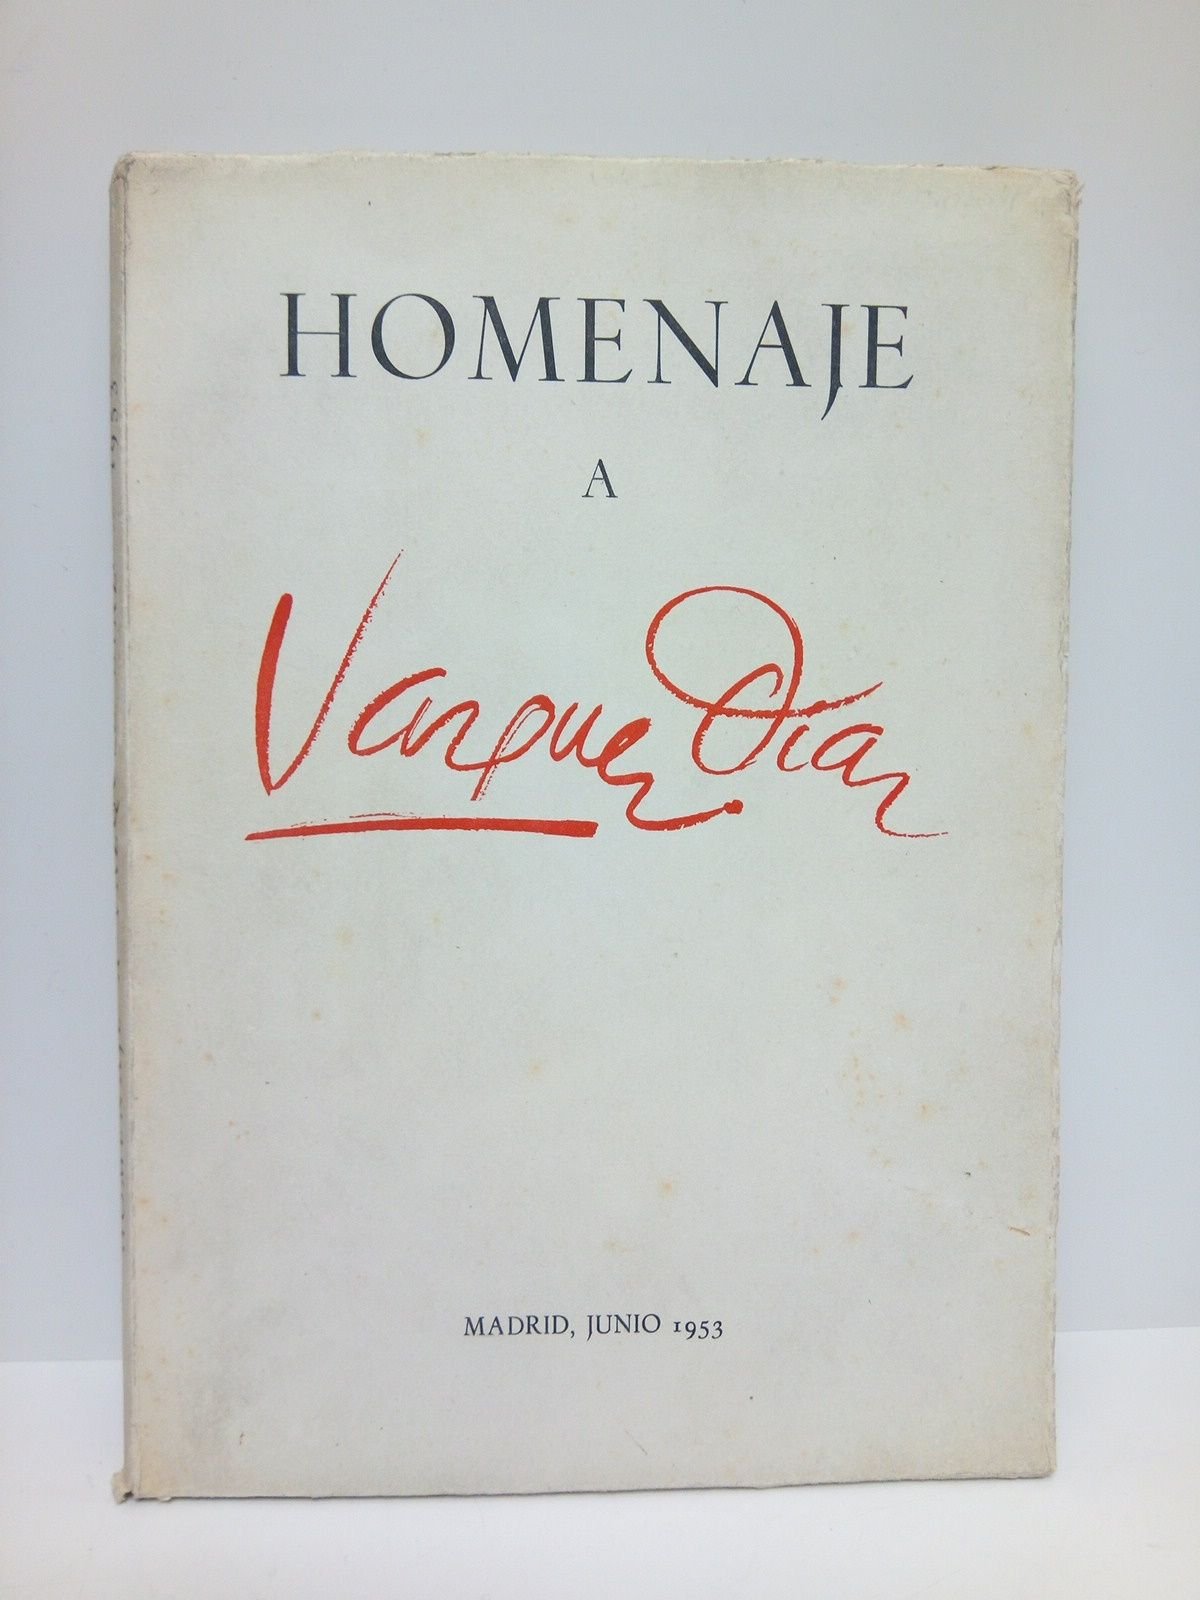 HOMENAJE
A
Vazquez Diaz
MADRID, JUNIO 1953